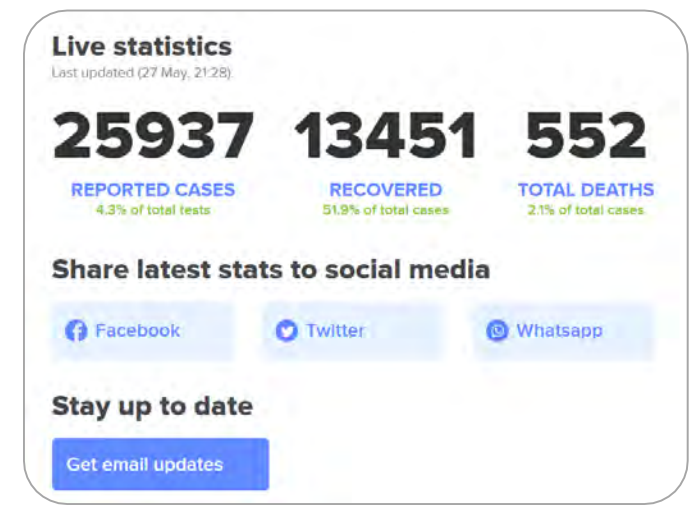 Live statistics
Last updated (27 May, 21:28)
25937 13451 552
REPORTED CASES RECOVERED TOTAL DEATHS
4.3% of total tests 51.9% of total cases 2.1% of total cases
Share latest stats to social media
Facebook Twitter Whatsapp
Stay up to date
Get email updates